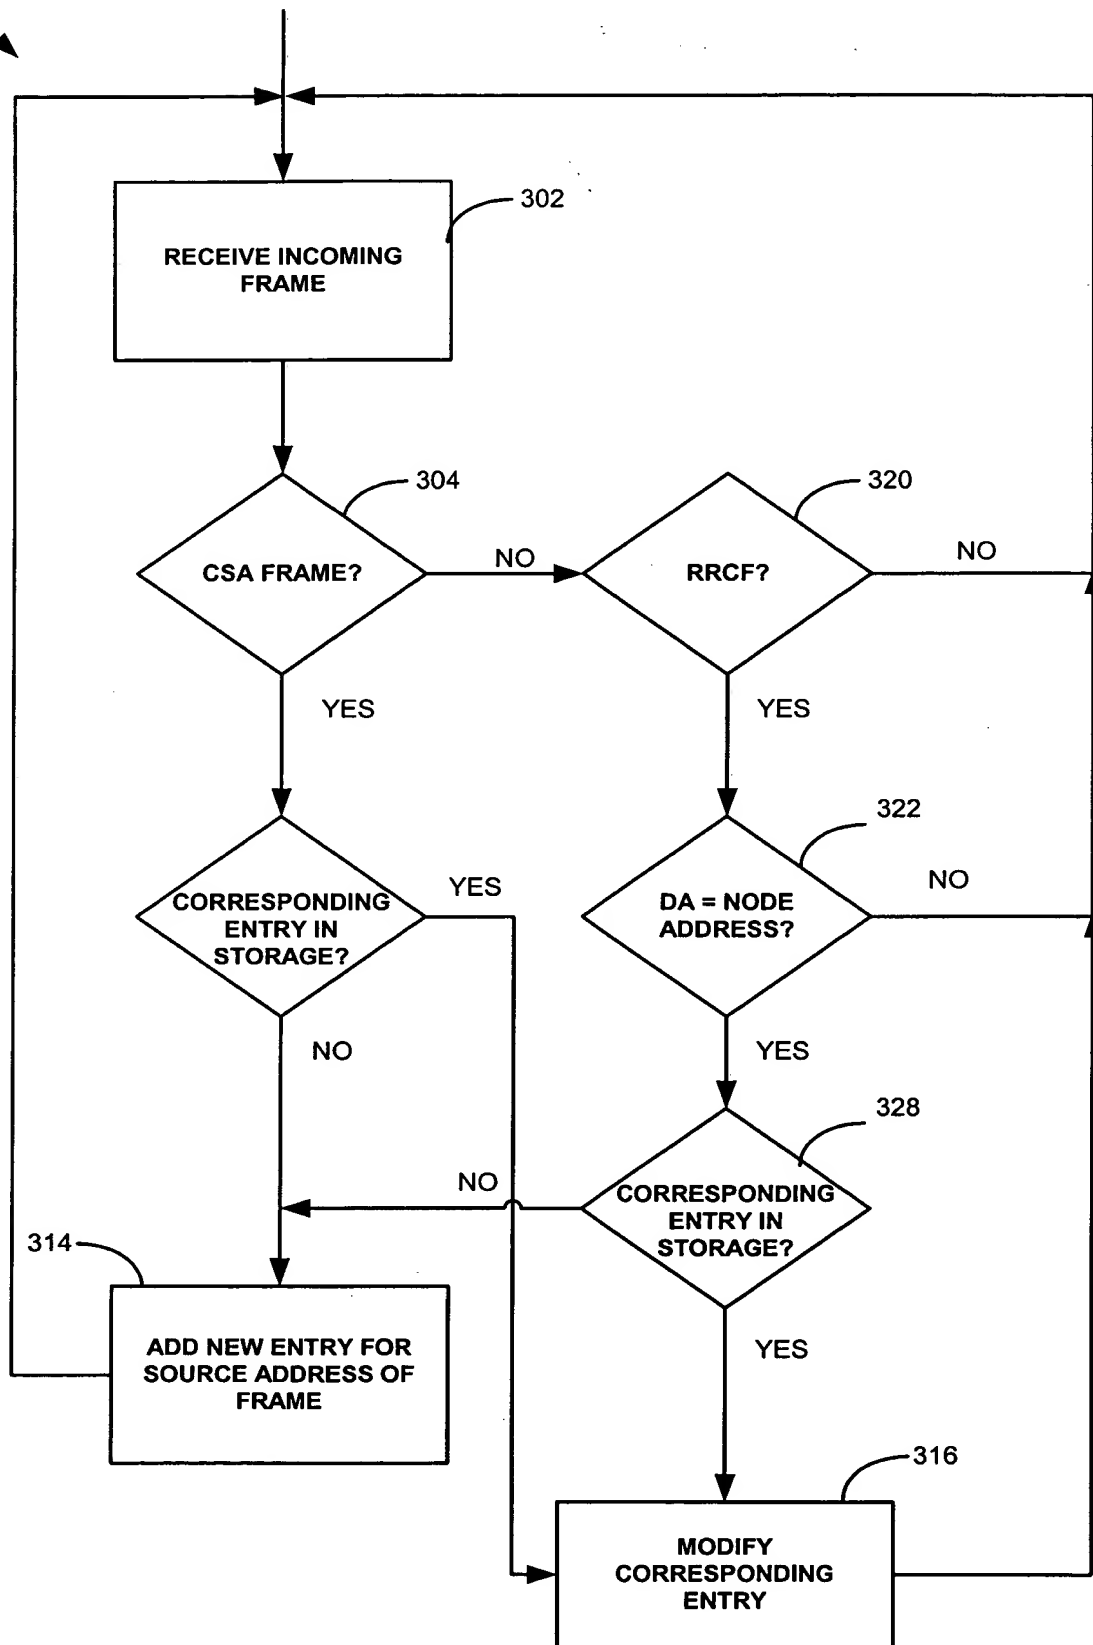 302
RECEIVE INCOMING
FRAME
304
320
CSA FRAME?
NO
RRCF?
NO
YES
YES
322
CORRESPONDING
ENTRY IN
STORAGE?
YES
DA = NODE
ADDRESS?
NO
NO
YES
328
NO
CORRESPONDING
ENTRY IN
STORAGE?
314
ADD NEW ENTRY FOR
SOURCE ADDRESS OF
FRAME
YES
316
MODIFY
CORRESPONDING
ENTRY